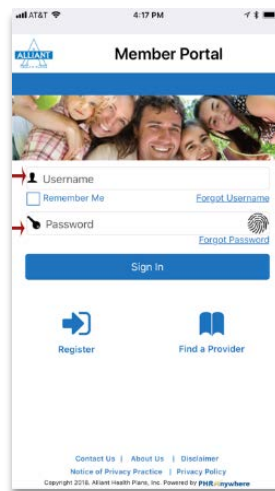 AT&T 4:17 PM
ALLIANT
Member Portal
Username
Remember Me Forgot Username
Password
Forgot Password
Sign In
Register Find a Provider
Contact Us | About Us | Disclaimer
Notice of Privacy Practice | Privacy Policy
Copyright 2018. Alliant Health Plans, Inc. Powered by PHR Anywhere